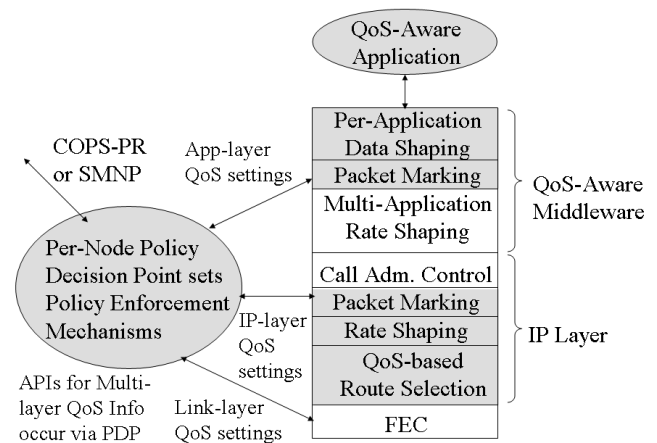 QoS-Aware
Application
COPS-PR
or SMNP
App-layer
QoS settings
Per-Application
Data Shaping
Packet Marking
Multi-Application
Rate Shaping
QoS-Aware
Middleware
Per-Node Policy
Decision Point sets
Policy Enforcement
Mechanisms
IP-layer
QoS
settings
Call Adm. Control
Packet Marking
Rate Shaping
QoS-based
Route Selection
IP Layer
APIs for Multi-
layer QoS Info
occur via PDP
Link-layer
QoS settings
FEC